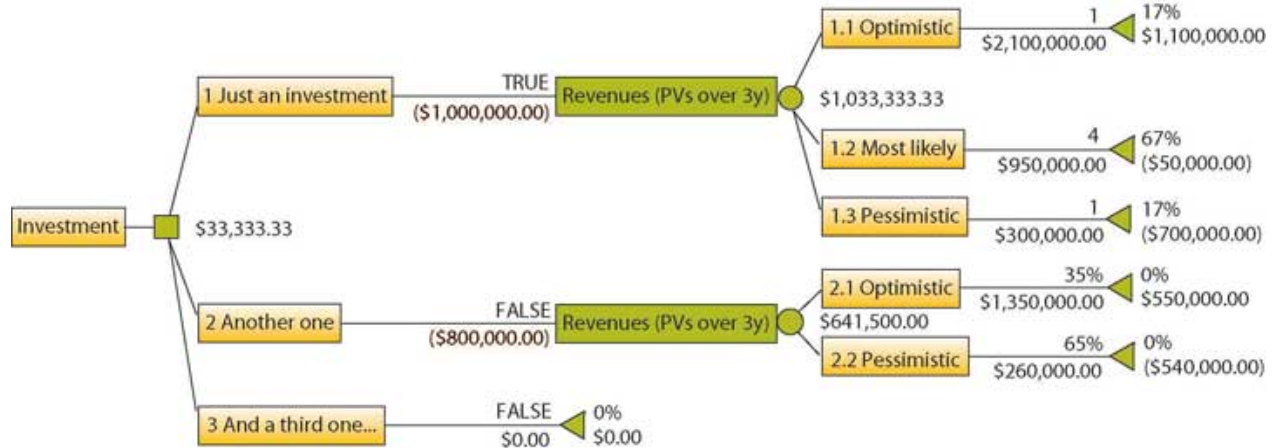 1.1 Optimistic
1
$2,100,000.00
17%
$1,100,000.00
1 Just an investment
TRUE
($1,000,000.00)
Revenues (PVs over 3y)
$1,033,333.33
1.2 Most likely
4
$950,000.00
67%
($50,000.00)
1.3 Pessimistic
1
$300,000.00
17%
($700,000.00)
Investment
$33,333.33
2 Another one
FALSE
($800,000.00)
Revenues (PVs over 3y)
$641,500.00
2.1 Optimistic
35%
$1,350,000.00
0%
$550,000.00
2.2 Pessimistic
65%
$260,000.00
0%
($540,000.00)
3 And a third one...
FALSE
$0.00
0%
$0.00